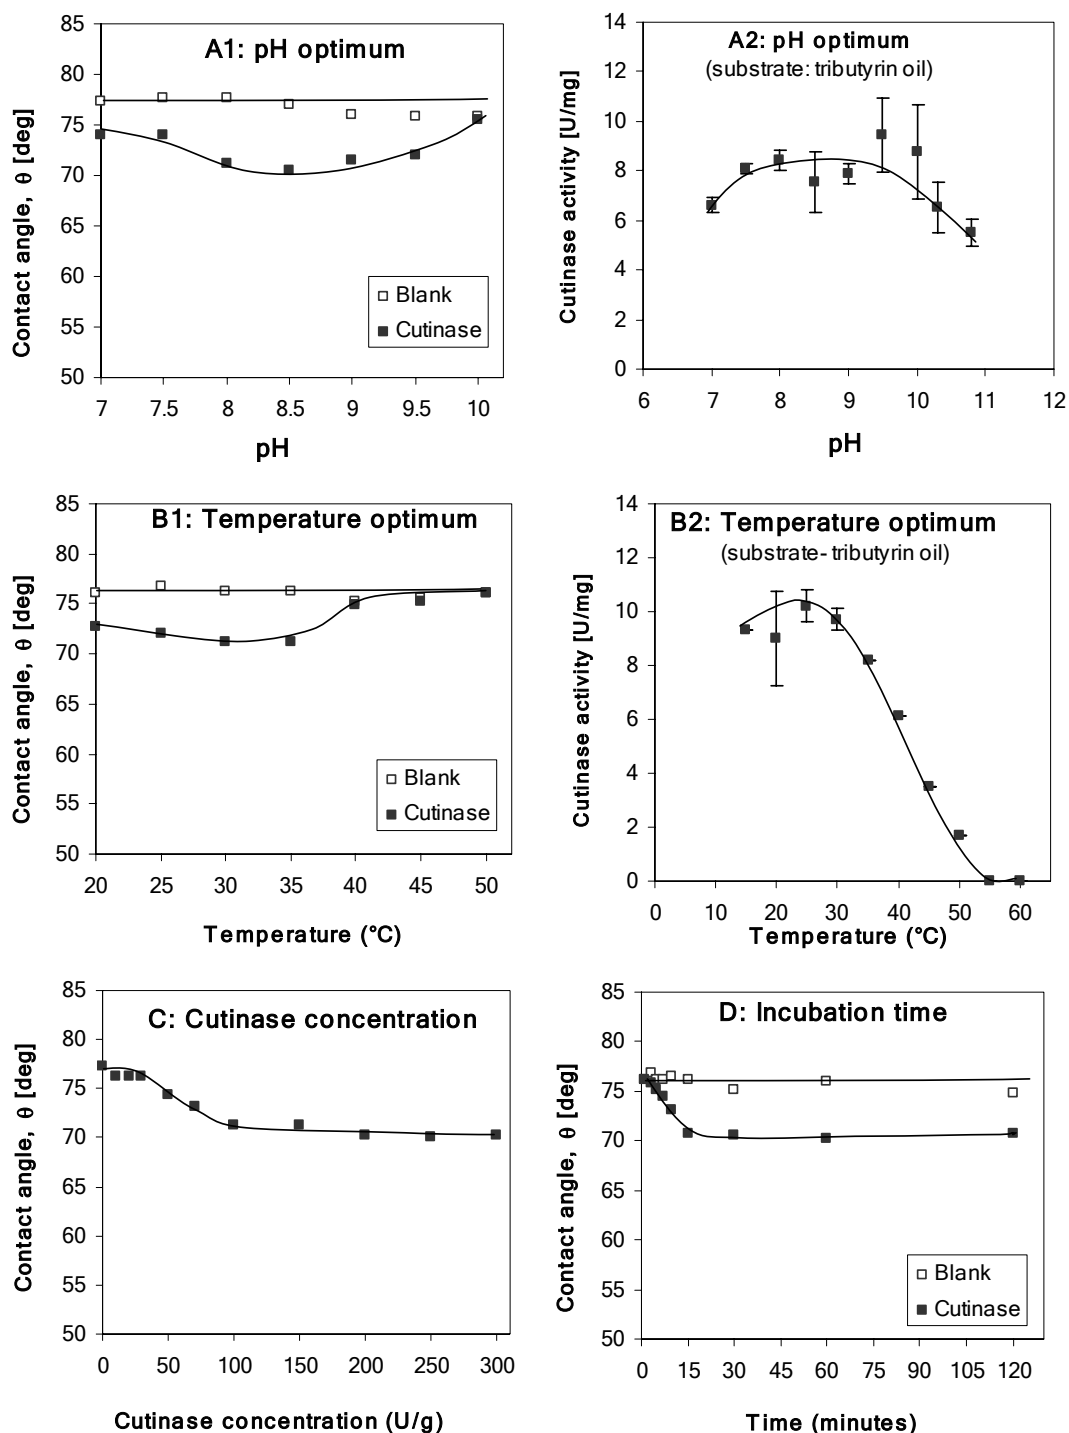 A1: pH optimum
85
80
75
70
65
60
55
50
Contact angle, θ [deg]
Blank
Cutinase
7 7.5 8 8.5 9 9.5 10
pH
A2: pH optimum
(substrate: tributyrin oil)
14
12
10
8
6
4
2
0
Cutinase activity [U/mg]
6 7 8 9 10 11 12
pH
B1: Temperature optimum
85
80
75
70
65
60
55
50
Contact angle, θ [deg]
Blank
Cutinase
20 25 30 35 40 45 50
Temperature (°C)
B2: Temperature optimum
(substrate- tributyrin oil)
14
12
10
8
6
4
2
0
Cutinase activity [U/mg]
0 10 20 30 40 50 60
Temperature (°C)
C: Cutinase concentration
85
80
75
70
65
60
55
50
Contact angle, θ [deg]
0 50 100 150 200 250 300
Cutinase concentration (U/g)
D: Incubation time
85
80
75
70
65
60
55
50
Contact angle, θ [deg]
Blank
Cutinase
0 15 30 45 60 75 90 105 120
Time (minutes)